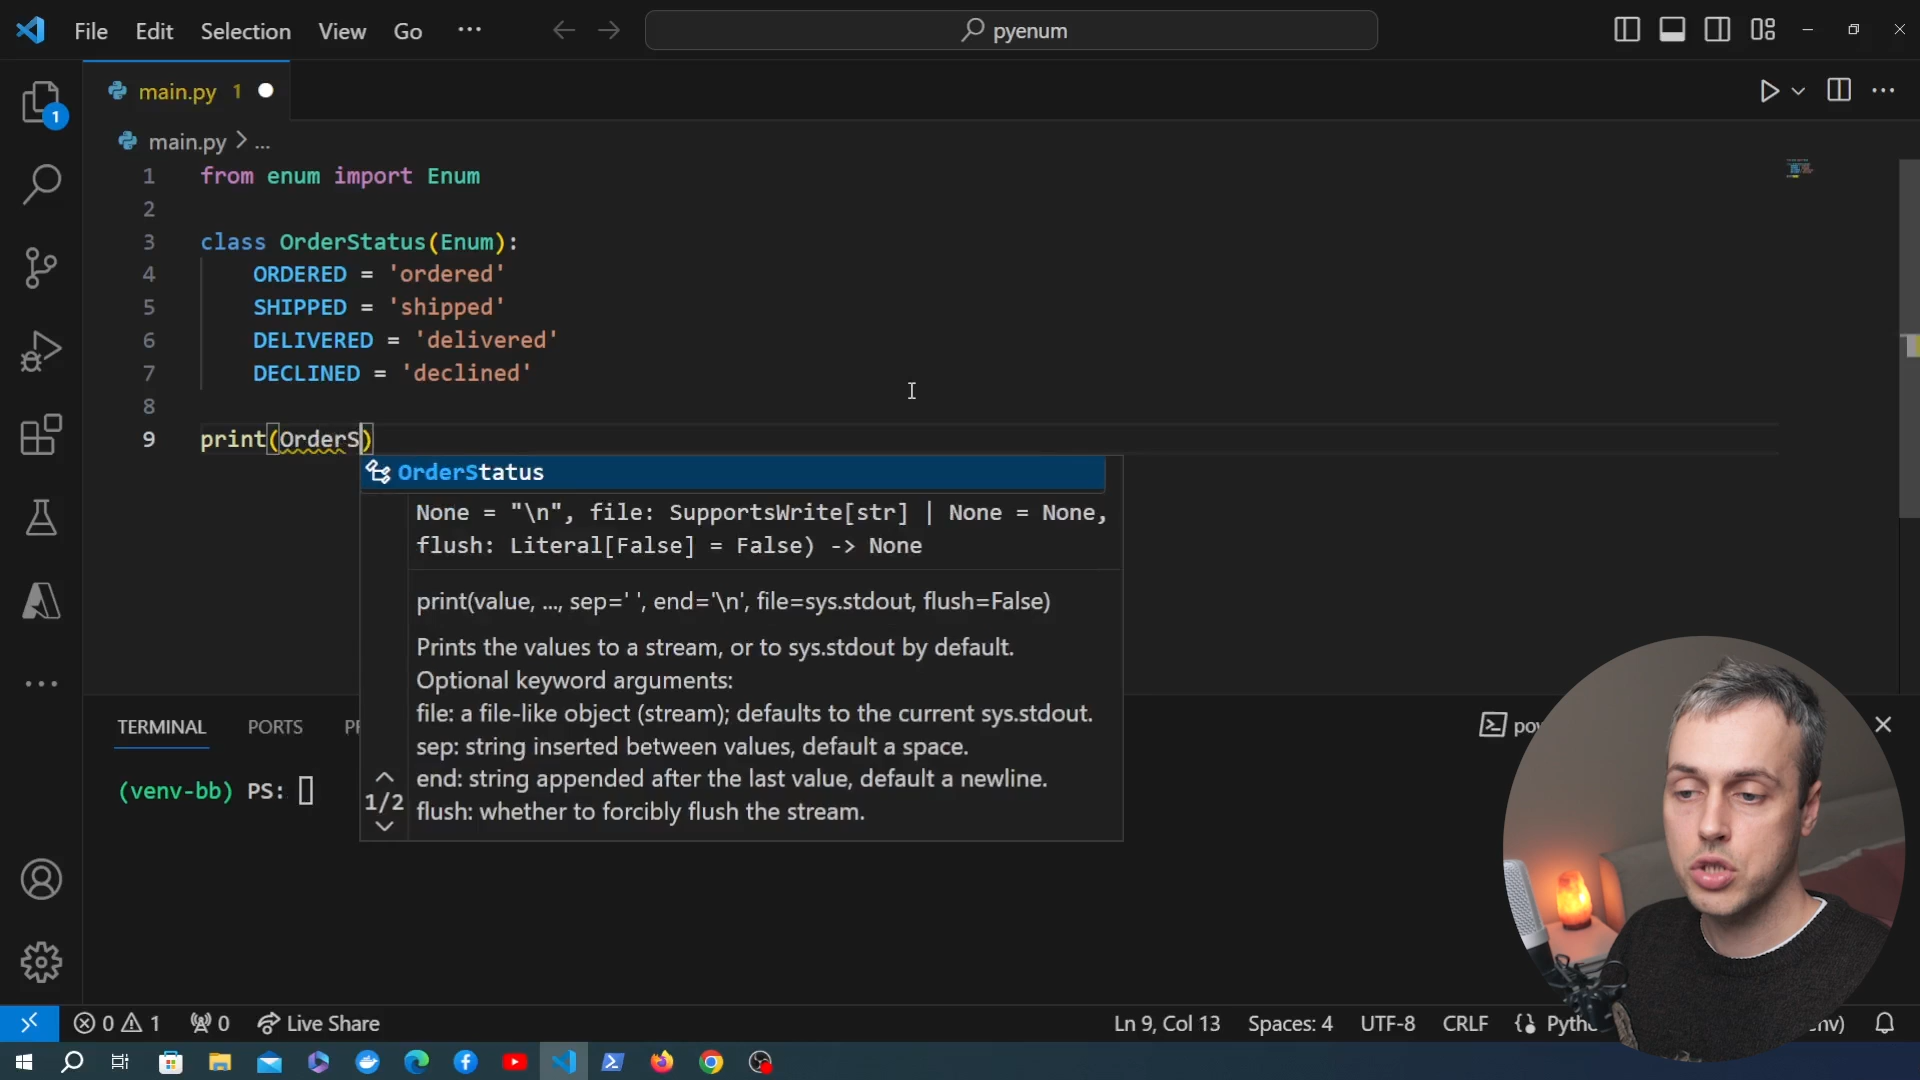 File Edit Selection View Go ...
pyenum
main.py 1
1
main.py > ...
1 from enum import Enum
2
3 class OrderStatus(Enum):
4 ORDERED = 'ordered'
5 SHIPPED = 'shipped'
6 DELIVERED = 'delivered'
7 DECLINED = 'declined'
8
9 print(OrderS)
OrderStatus
None = "\n", file: SupportsWrite[str] | None = None,
flush: Literal[False] = False) -> None
print(value, ..., sep=' ', end='\n', file=sys.stdout, flush=False)
Prints the values to a stream, or to sys.stdout by default.
Optional keyword arguments:
file: a file-like object (stream); defaults to the current sys.stdout.
sep: string inserted between values, default a space.
end: string appended after the last value, default a newline.
flush: whether to forcibly flush the stream.
1/2
TERMINAL PORTS
(venv-bb) PS:
0 1 0 Live Share Ln 9, Col 13 Spaces: 4 UTF-8 CRLF